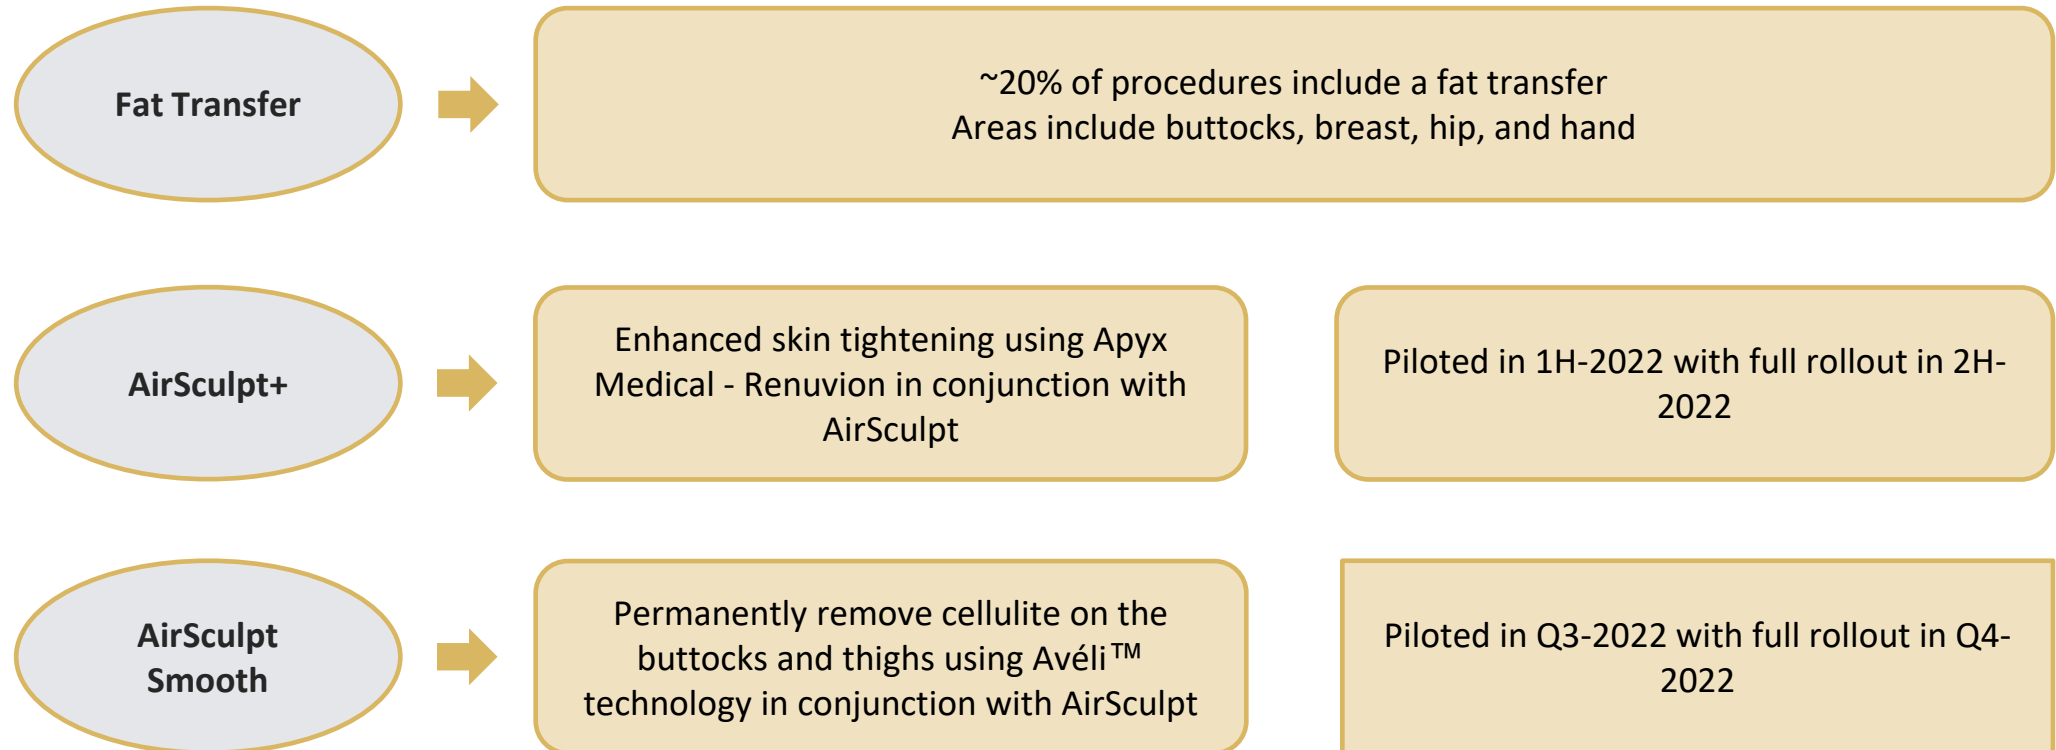 Fat Transfer
~20% of procedures include a fat transfer
Areas include buttocks, breast, hip, and hand
AirSculpt+
Enhanced skin tightening using Apyx
Medical - Renuvion in conjunction with
AirSculpt
Piloted in 1H-2022 with full rollout in 2H-
2022
AirSculpt
Smooth
Permanently remove cellulite on the
buttocks and thighs using Avéli™
technology in conjunction with AirSculpt
Piloted in Q3-2022 with full rollout in Q4-
2022